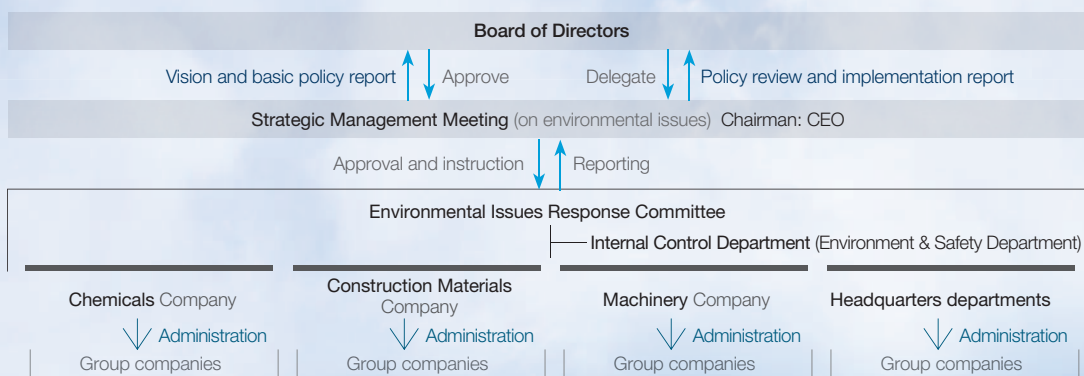 Board of Directors
Vision and basic policy report Approve Delegate Policy review and implementation report
Strategic Management Meeting (on environmental issues) Chairman: CEO
Approval and instruction Reporting
Environmental Issues Response Committee
Internal Control Department (Environment & Safety Department)
Chemicals Company
Construction Materials
Company
Machinery Company
Headquarters departments
Administration Administration Administration Administration
Group companies Group companies Group companies Group companies